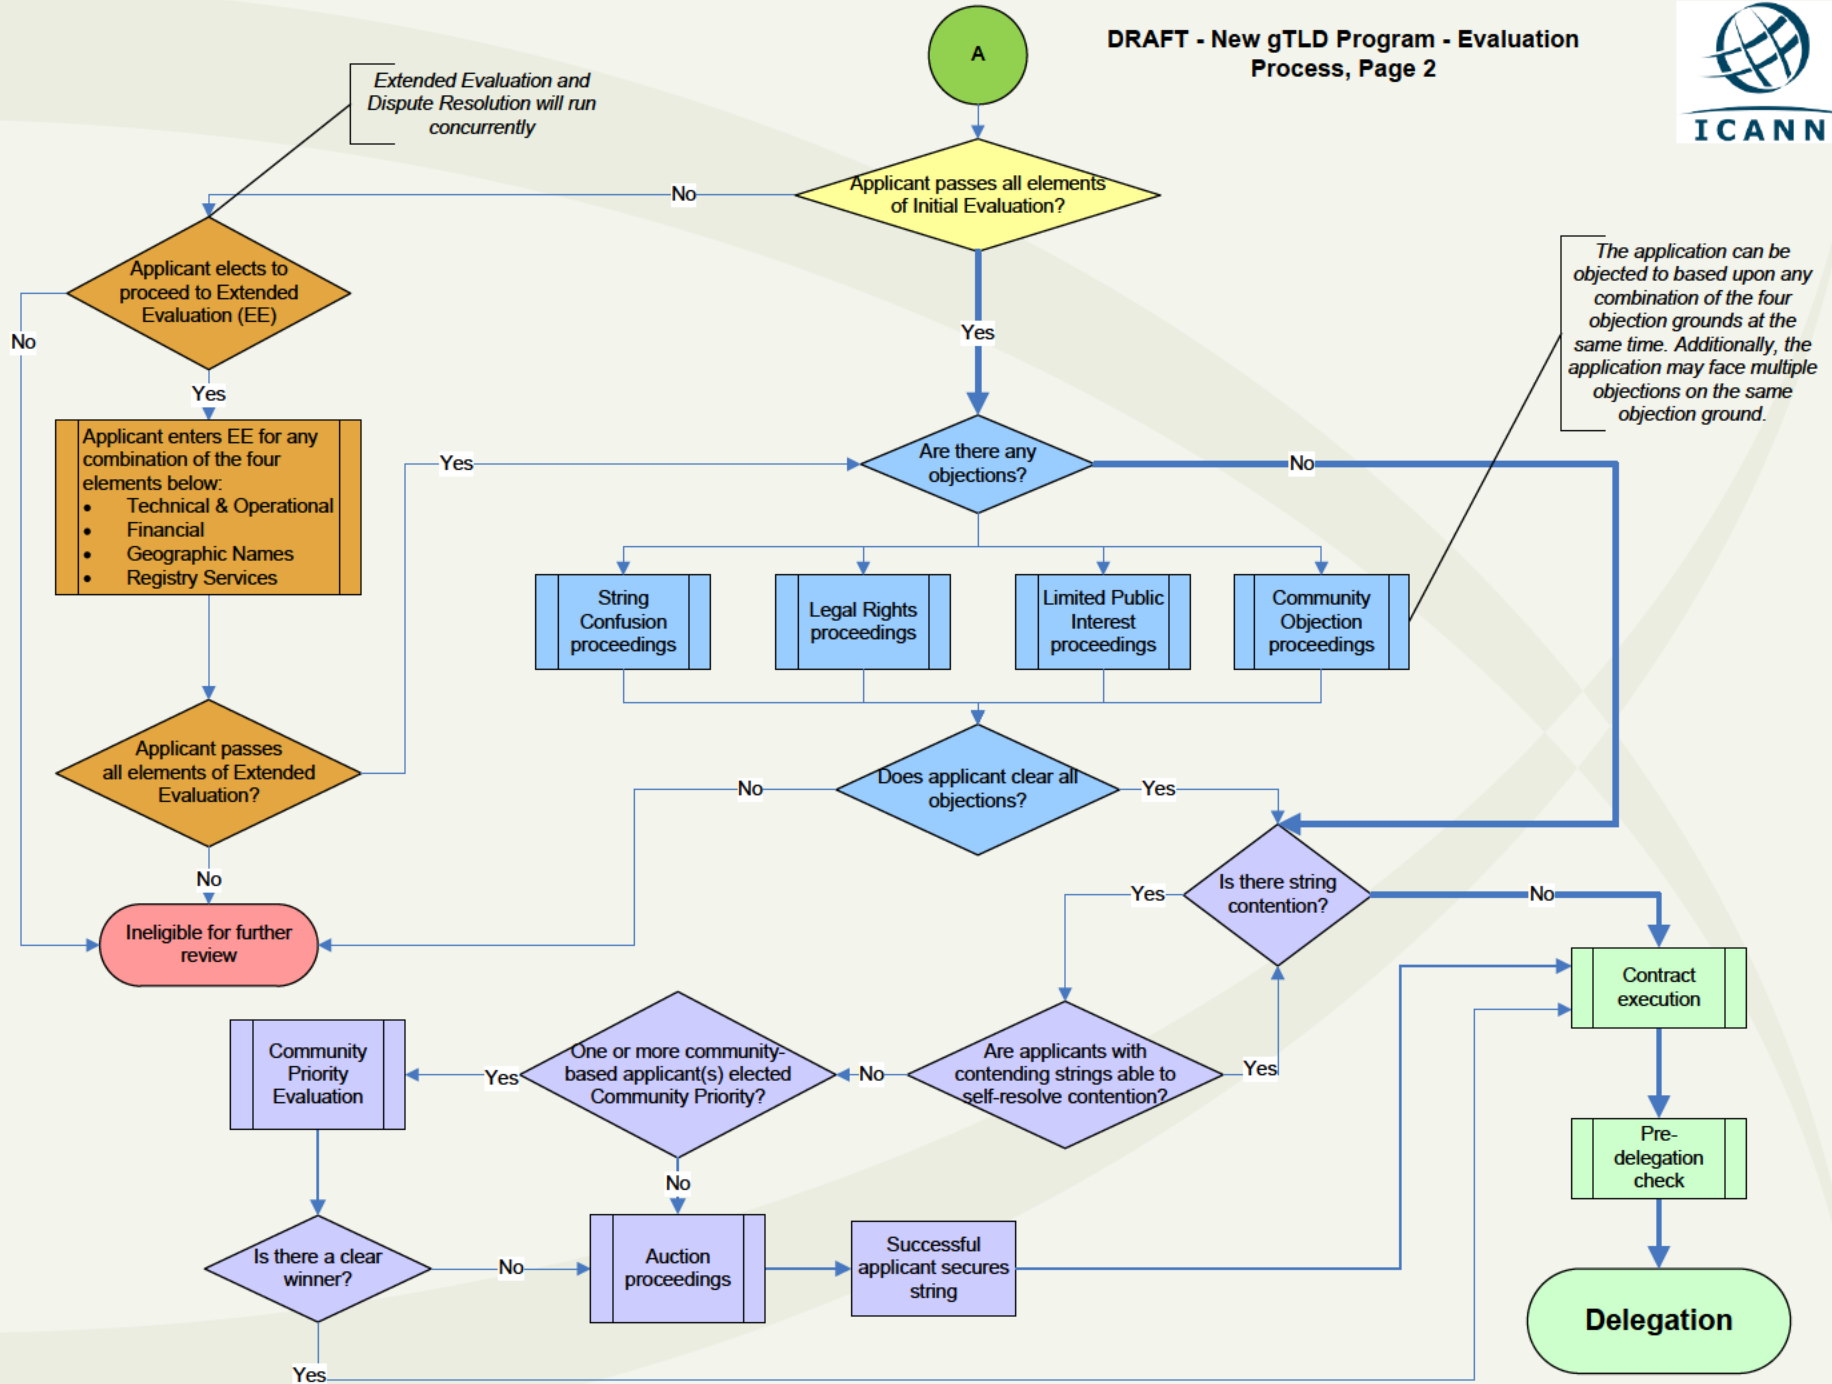 A
DRAFT - New gTLD Program - Evaluation
Process, Page 2
ICANN
Extended Evaluation and
Dispute Resolution will run
concurrently
Applicant passes all elements
of Initial Evaluation?
No
Yes
Applicant elects to
proceed to Extended
Evaluation (EE)
No
Yes
The application can be
objected to based upon any
combination of the four
objection grounds at the
same time. Additionally, the
application may face multiple
objections on the same
objection ground.
Applicant enters EE for any
combination of the four
elements below:
• Technical & Operational
• Financial
• Geographic Names
• Registry Services
Yes
Are there any
objections?
No
String
Confusion
proceedings
Legal Rights
proceedings
Limited Public
Interest
proceedings
Community
Objection
proceedings
Applicant passes
all elements of Extended
Evaluation?
No
No
Does applicant clear all
objections?
Yes
Ineligible for further
review
Yes
Is there string
contention?
No
Contract
execution
Community
Priority
Evaluation
Yes
One or more community-
based applicant(s) elected
Community Priority?
No
Are applicants with
contending strings able to
self-resolve contention?
Yes
Pre-
delegation
check
No
Is there a clear
winner?
No
Auction
proceedings
Successful
applicant secures
string
Delegation
Yes